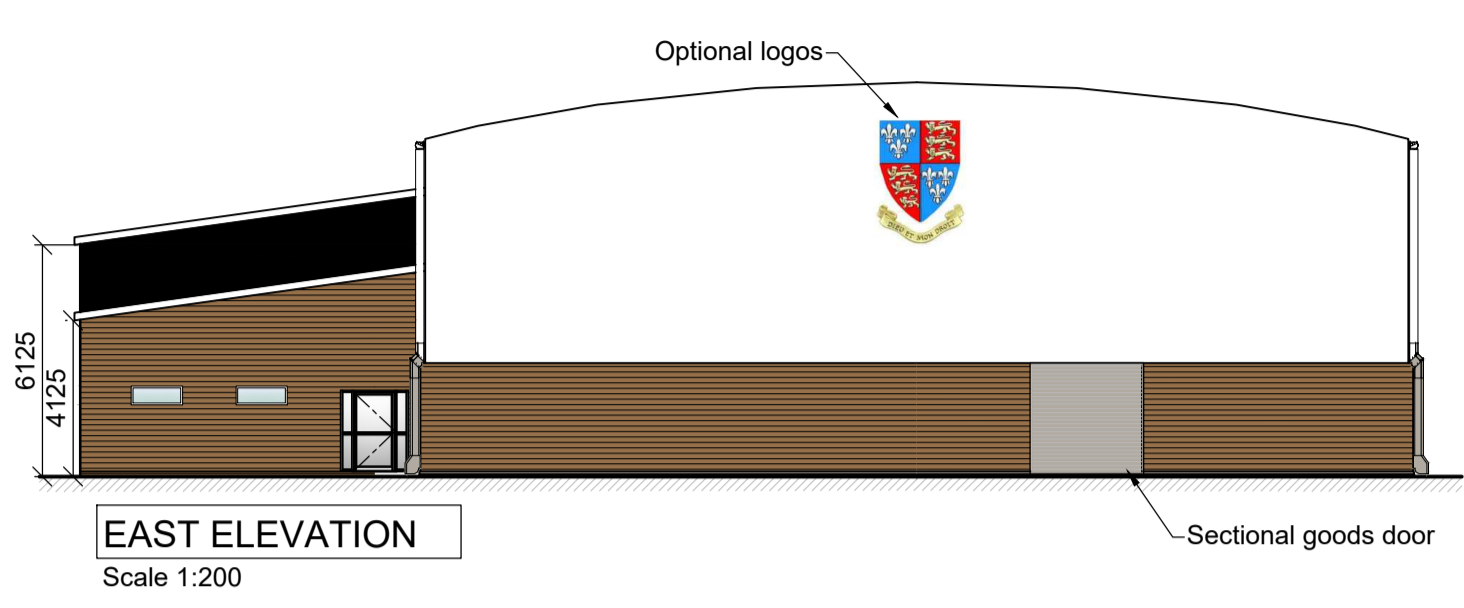 Optional logos
DIEU ET MON DROIT
6125
4125
Sectional goods door
EAST ELEVATION
Scale 1:200